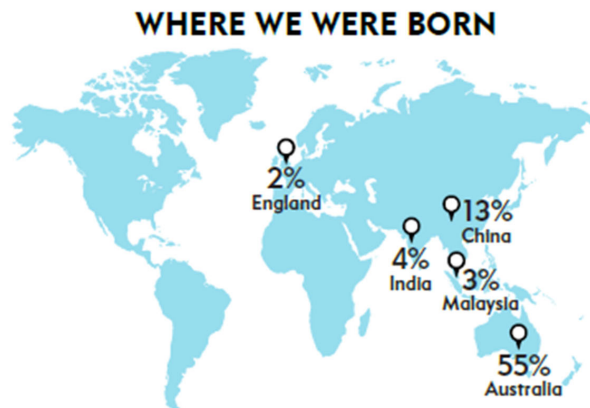 WHERE WE WERE BORN
2%
England
13%
China
4%
India
3%
Malaysia
55%
Australia